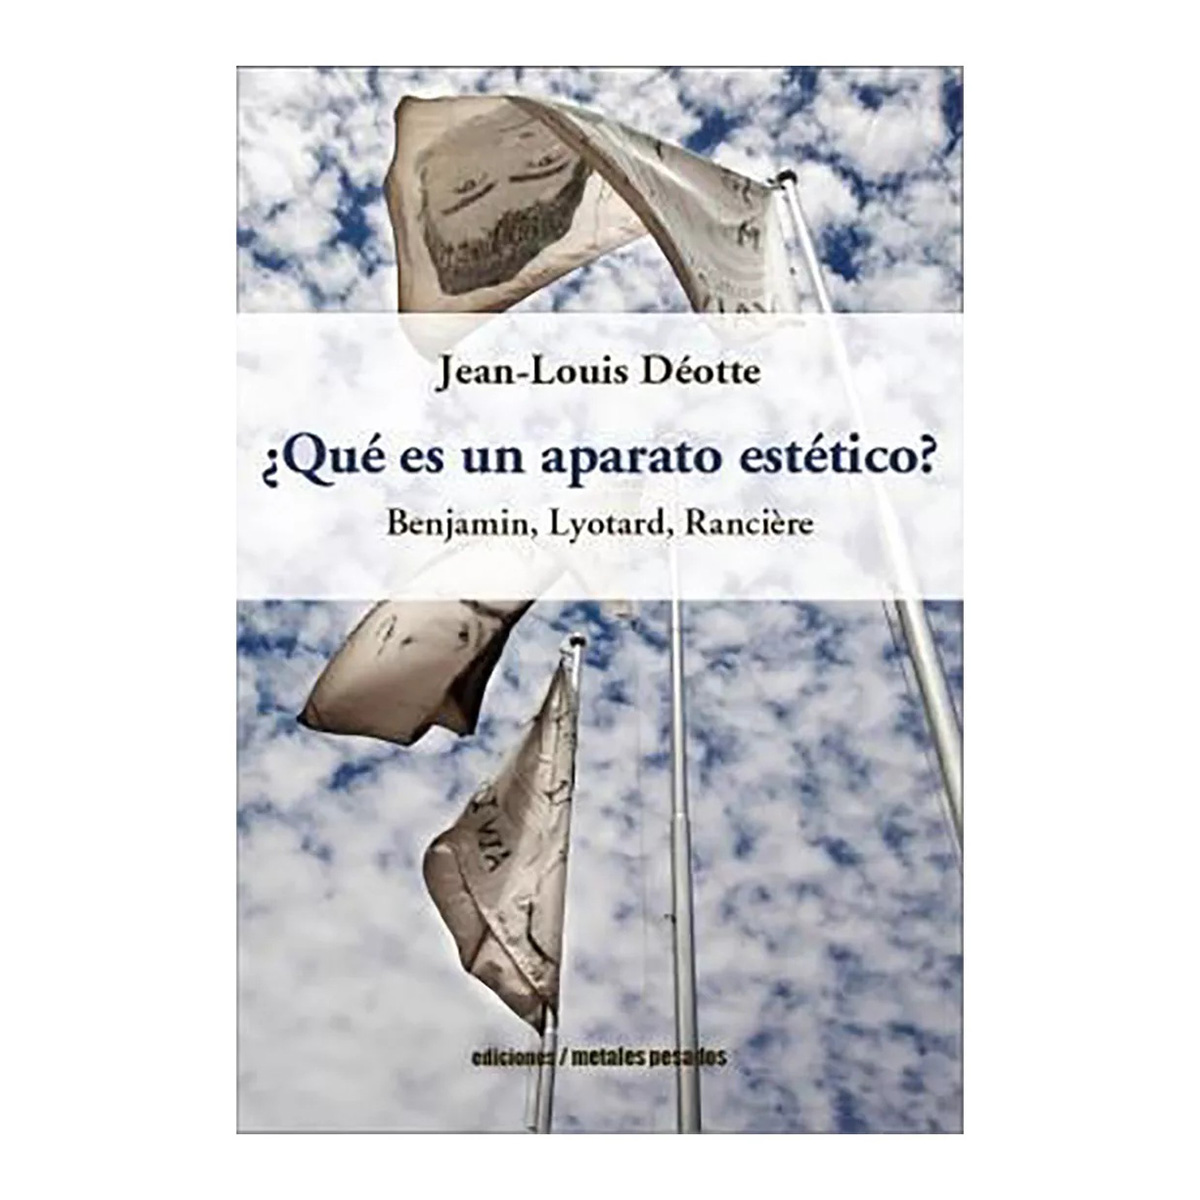 Jean-Louis Déotte
¿Qué es un aparato estético?
Benjamin, Lyotard, Rancière
ediciones / metales pesados